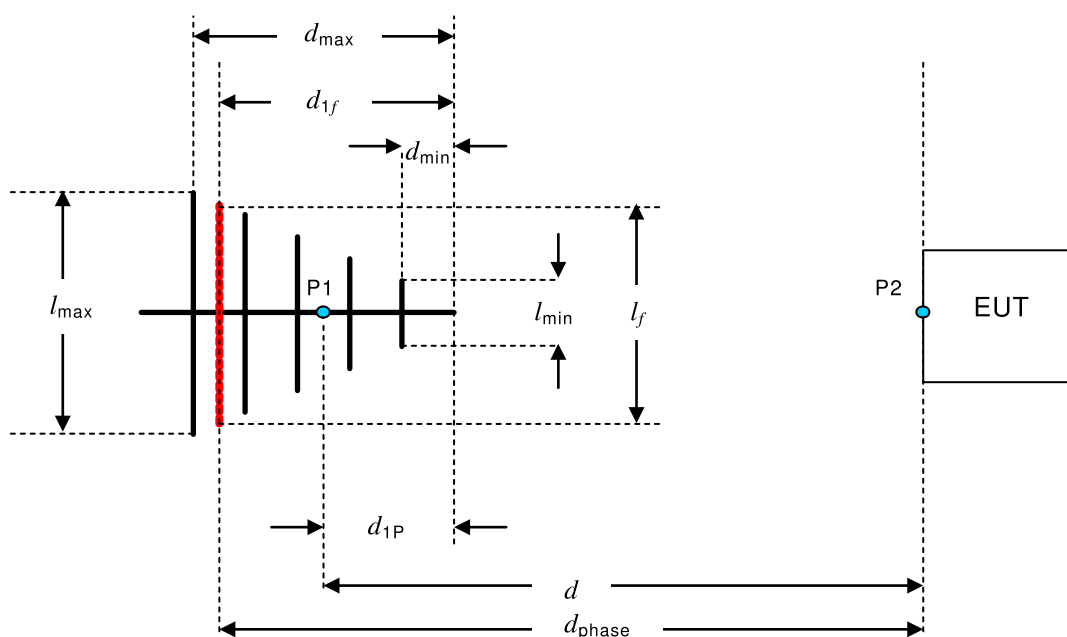 d_max
d_1f
d_min
P1
P2
EUT
l_max
l_min
l_f
d_1P
d
d_phase